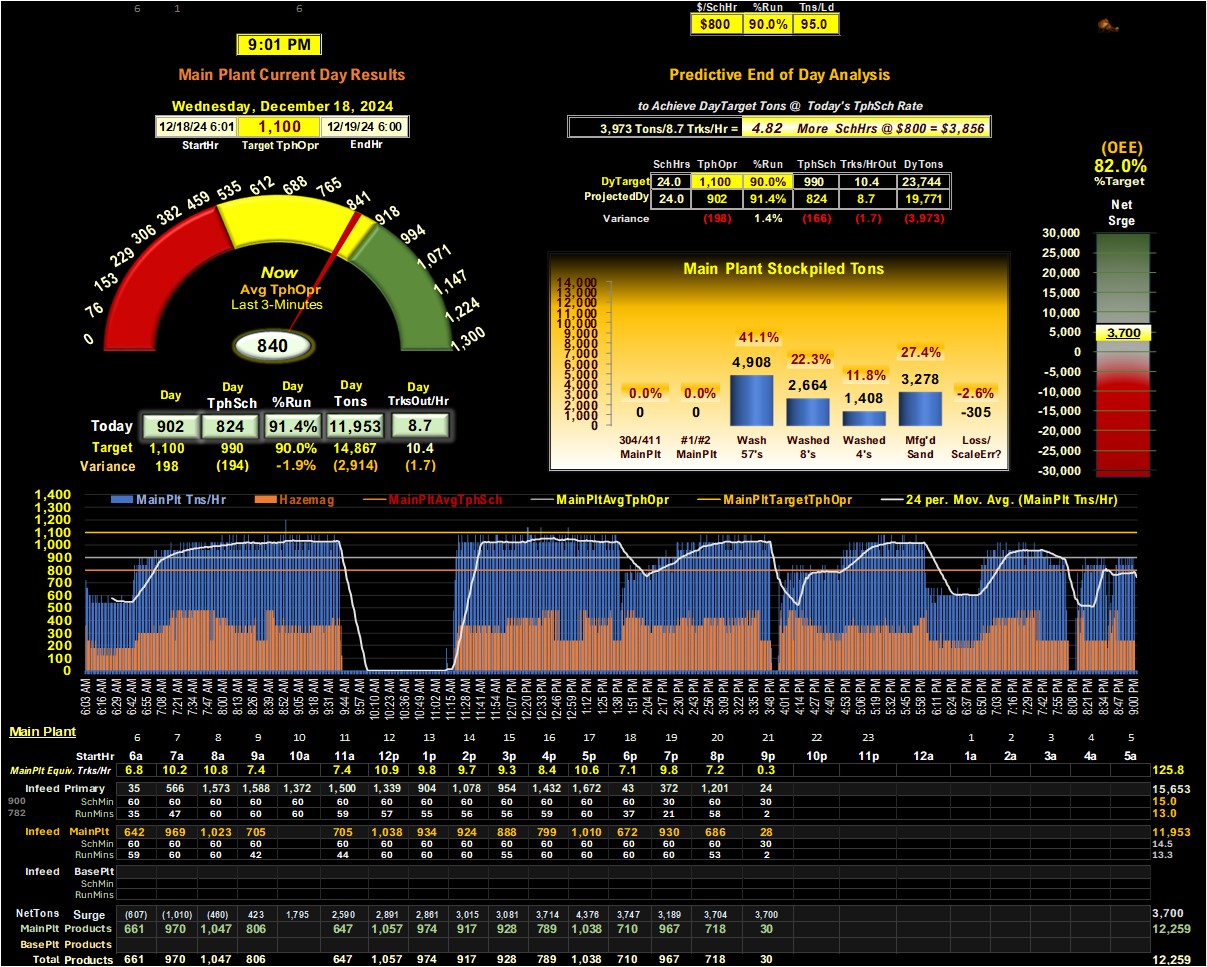 6 1 6
$/SchHr %Run Tns/Ld
$800 90.0% 95.0
9:01 PM
Main Plant Current Day Results
Predictive End of Day Analysis
Wednesday, December 18, 2024
to Achieve DayTarget Tons @ Today's TphSch Rate
12/18/24 6:01 1,100 12/19/24 6:00
StartHr Target TphOpr EndHr
3,973 Tons/8.7 Trks/Hr = 4.82 More SchHrs @ $800 = $3,856
(OEE)
82.0%
%Target
SchHrs TphOpr %Run TphSch Trks/HrOut DyTons
DyTarget 24.0 1,100 90.0% 990 10.4 23,744
ProjectedDy 24.0 902 91.4% 824 8.7 19,771
Variance (198) 1.4% (166) (1.7) (3,973)
Net
Srge
30,000
25,000
20,000
15,000
10,000
5,000
0
-5,000
-10,000
-15,000
-20,000
-25,000
-30,000
3,700
0 76 153 229 306 382 459 535 612 688 765 841 918 994 1,071 1,147 1,224 1,300
Now
Avg TphOpr
Last 3-Minutes
840
Main Plant Stockpiled Tons
14,000
13,000
12,000
11,000
10,000
9,000
8,000
7,000
6,000
5,000
4,000
3,000
2,000
1,000
0
0.0% 0.0% 41.1% 22.3% 11.8% 27.4% -2.6%
0 0 4,908 2,664 1,408 3,278 -305
304/411 #1/#2 Wash Washed Washed Mfg'd Loss/
MainPlt MainPlt 57's 8's 4's Sand ScaleErr?
Day Day Day Day Day
TphSch %Run Tons TrksOut/Hr
Today 902 824 91.4% 11,953 8.7
Target 1,100 990 90.0% 14,867 10.4
Variance 198 (194) -1.9% (2,914) (1.7)
MainPlt Tns/Hr Hazemag MainPltAvgTphSch MainPltAvgTphOpr MainPltTargetTphOpr 24 per. Mov. Avg. (MainPlt Tns/Hr)
1,400
1,300
1,200
1,100
1,000
900
800
700
600
500
400
300
200
100
0
6:03 AM 6:16 AM 6:29 AM 6:42 AM 6:55 AM 7:08 AM 7:21 AM 7:34 AM 7:47 AM 8:00 AM 8:13 AM 8:26 AM 8:39 AM 8:52 AM 9:05 AM 9:18 AM 9:31 AM 9:44 AM 9:57 AM 10:10 AM 10:23 AM 10:36 AM 10:49 AM 11:02 AM 11:15 AM 11:28 AM 11:41 AM 11:54 AM 12:07 PM 12:20 PM 12:33 PM 12:46 PM 12:59 PM 1:12 PM 1:25 PM 1:38 PM 1:51 PM 2:04 PM 2:17 PM 2:30 PM 2:43 PM 2:56 PM 3:09 PM 3:22 PM 3:35 PM 3:48 PM 4:01 PM 4:14 PM 4:27 PM 4:40 PM 4:53 PM 5:06 PM 5:19 PM 5:32 PM 5:45 PM 5:58 PM 6:11 PM 6:24 PM 6:37 PM 6:50 PM 7:03 PM 7:16 PM 7:29 PM 7:42 PM 7:55 PM 8:08 PM 8:21 PM 8:34 PM 8:47 PM 9:00 PM
Main Plant
6 7 8 9 10 11 12 13 14 15 16 17 18 19 20 21 22 23 1 2 3 4 5
StartHr 6a 7a 8a 9a 10a 11a 12p 1p 2p 3p 4p 5p 6p 7p 8p 9p 10p 11p 12a 1a 2a 3a 4a 5a
MainPlt Equiv. Trks/Hr 6.8 10.2 10.8 7.4 7.4 10.9 9.8 9.7 9.3 8.4 10.6 7.1 9.8 7.2 0.3 125.8
Infeed Primary 35 566 1,573 1,588 1,372 1,500 1,339 904 1,078 954 1,432 1,672 43 372 1,201 24 15,653
900 SchMin 60 60 60 60 60 60 60 60 60 60 60 60 60 30 60 30 15.0
782 RunMins 35 47 60 60 60 59 57 55 56 56 59 60 37 21 58 2 13.0
Infeed MainPlt 642 969 1,023 705 705 1,038 934 924 888 799 1,010 672 930 686 28 11,953
SchMin 60 60 60 60 60 60 60 60 60 60 60 60 60 60 30 14.5
RunMins 59 60 60 42 44 60 60 60 55 60 60 60 60 53 2 13.3
Infeed BasePlt
SchMin
RunMins
NetTons Surge (607) (1,010) (460) 423 1,795 2,590 2,891 2,861 3,015 3,081 3,714 4,376 3,747 3,189 3,704 3,700 3,700
MainPlt Products 661 970 1,047 806 647 1,057 974 917 928 789 1,038 710 967 718 30 12,259
BasePlt Products
Total Products 661 970 1,047 806 647 1,057 974 917 928 789 1,038 710 967 718 30 12,259